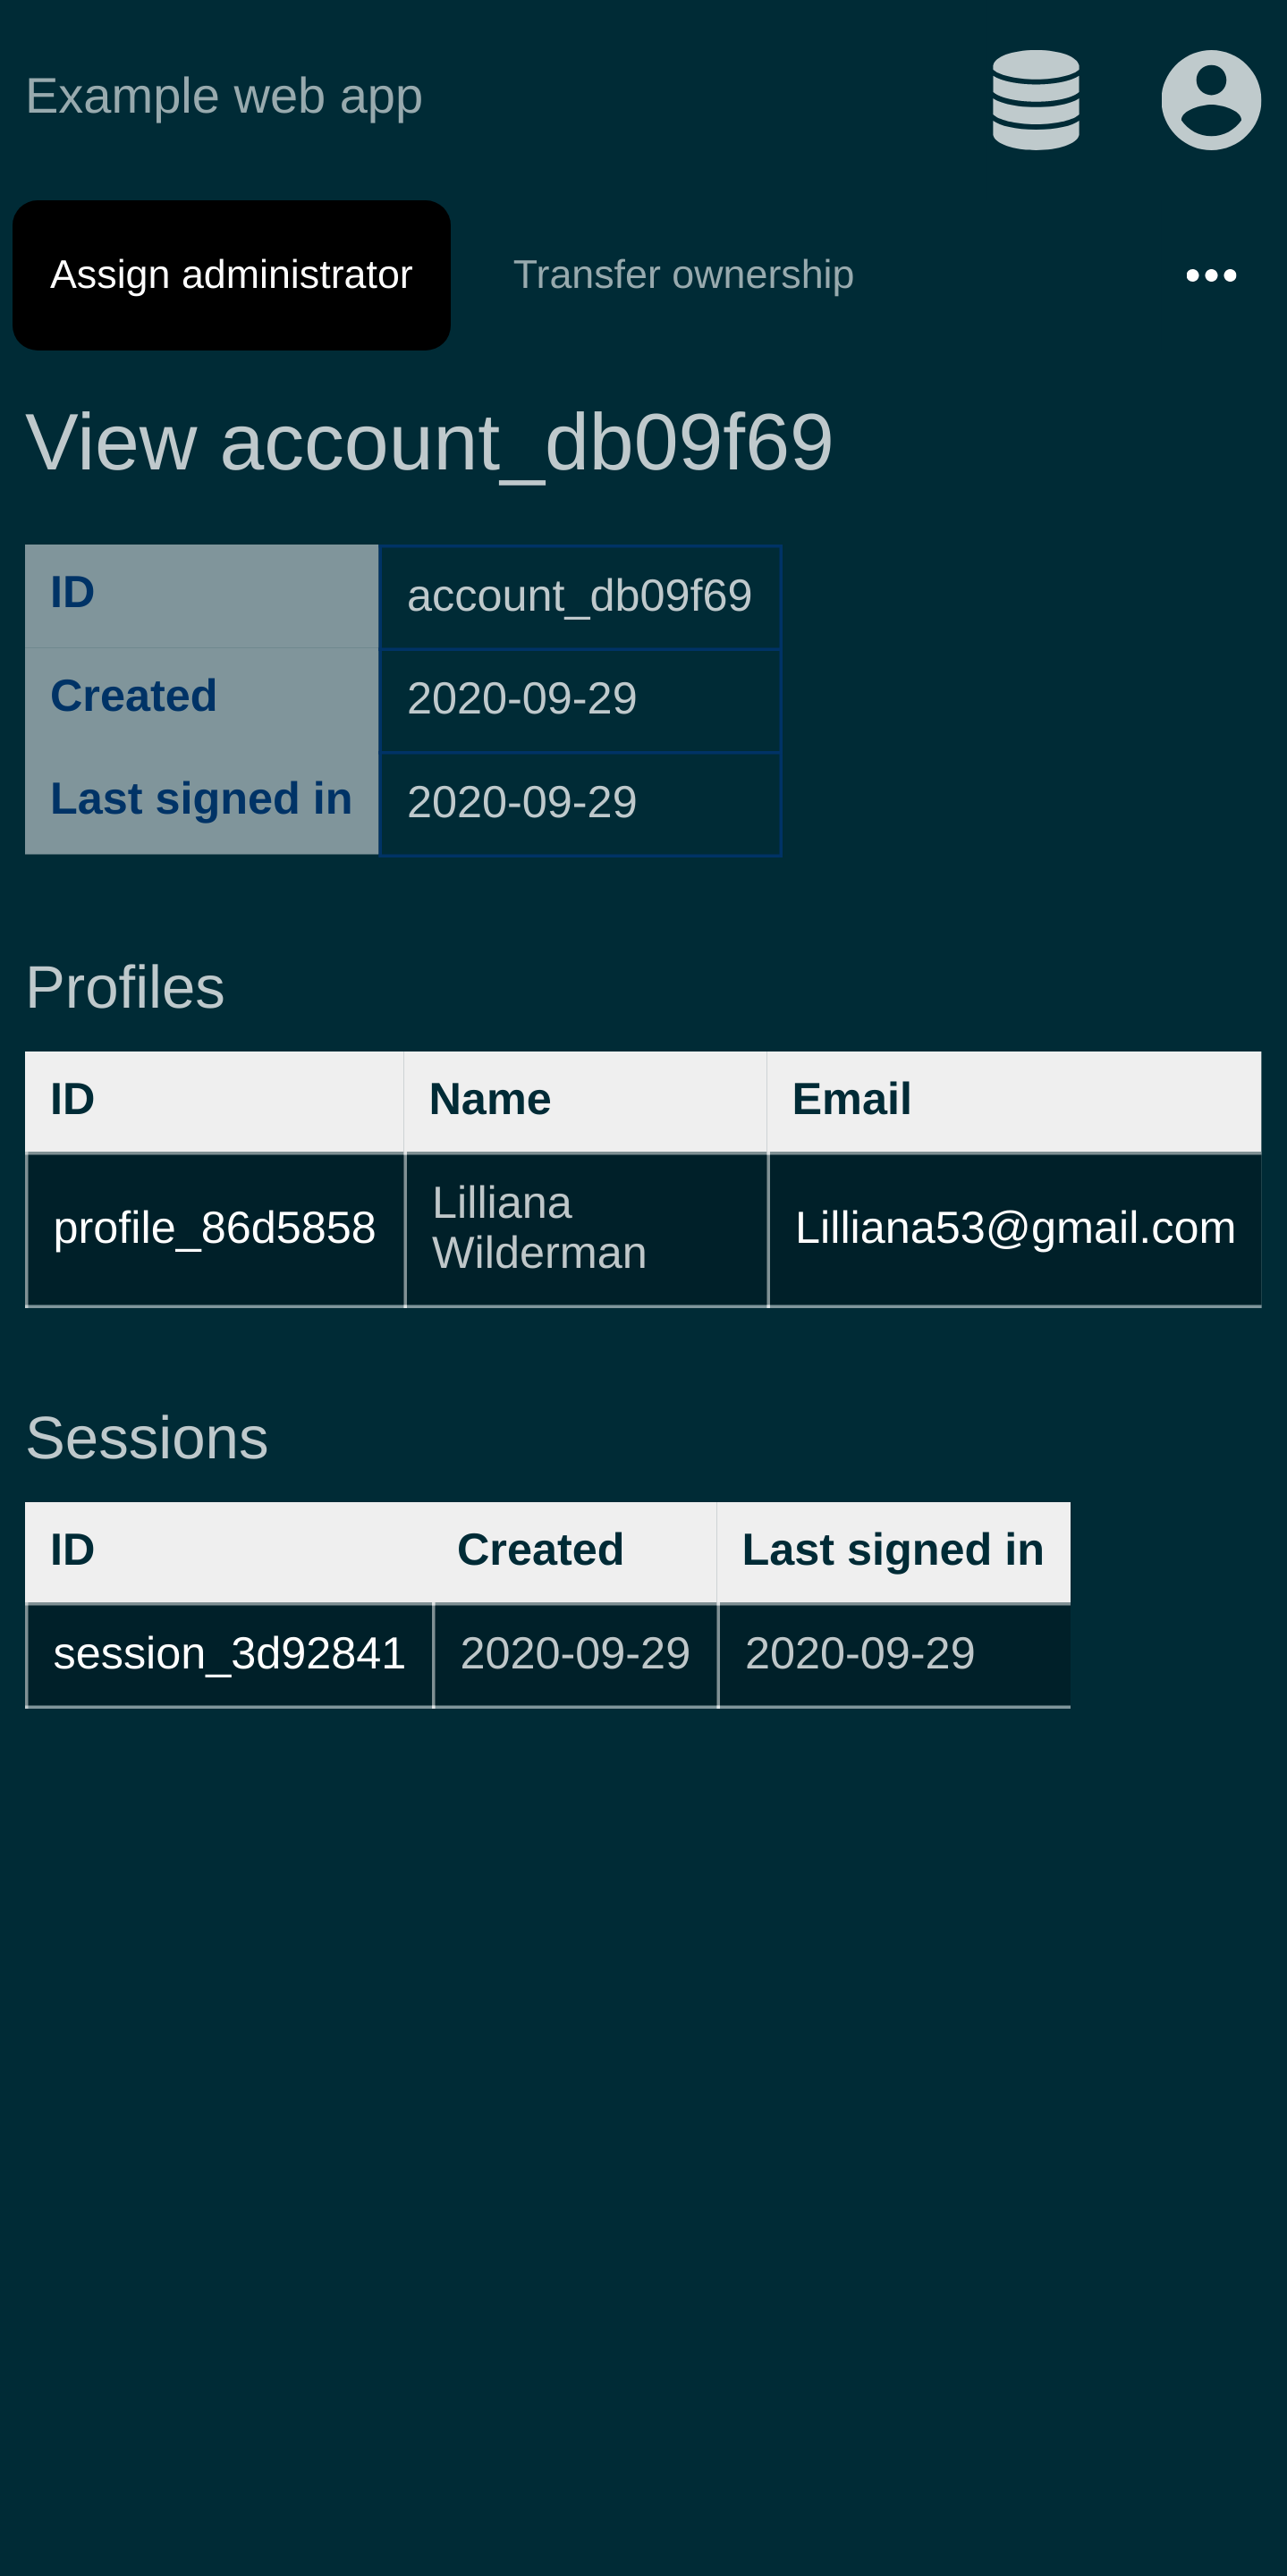 Example web app
Assign administrator Transfer ownership •••
View account_db09f69
ID account_db09f69
Created 2020-09-29
Last signed in 2020-09-29
Profiles
ID Name Email
profile_86d5858 Lilliana Wilderman Lilliana53@gmail.com
Sessions
ID Created Last signed in
session_3d92841 2020-09-29 2020-09-29